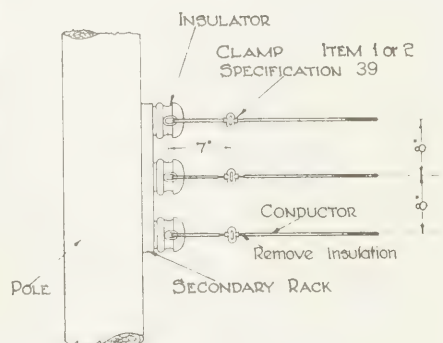 INSULATOR
CLAMP ITEM 1 or 2
SPECIFICATION 39
7"
8"
8"
CONDUCTOR
Remove Insulation
POLE
SECONDARY RACK